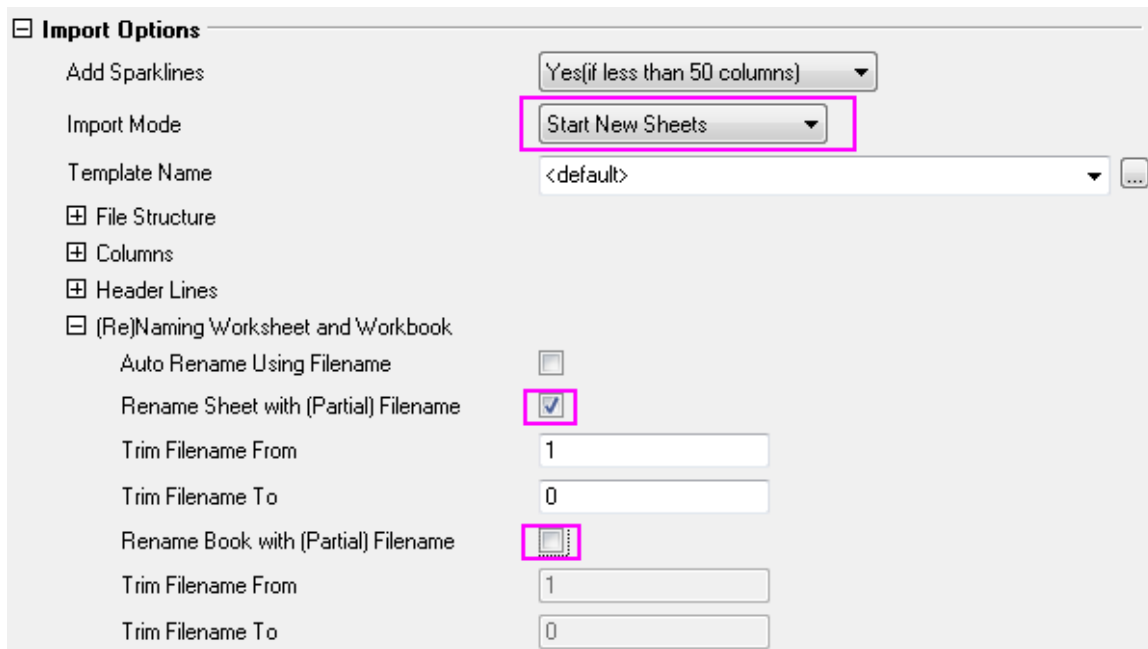 Import Options
Add Sparklines Yes(if less than 50 columns)
Import Mode Start New Sheets
Template Name <default> ...
File Structure
Columns
Header Lines
(Re)Naming Worksheet and Workbook
Auto Rename Using Filename
Rename Sheet with (Partial) Filename
Trim Filename From 1
Trim Filename To 0
Rename Book with (Partial) Filename
Trim Filename From 1
Trim Filename To 0